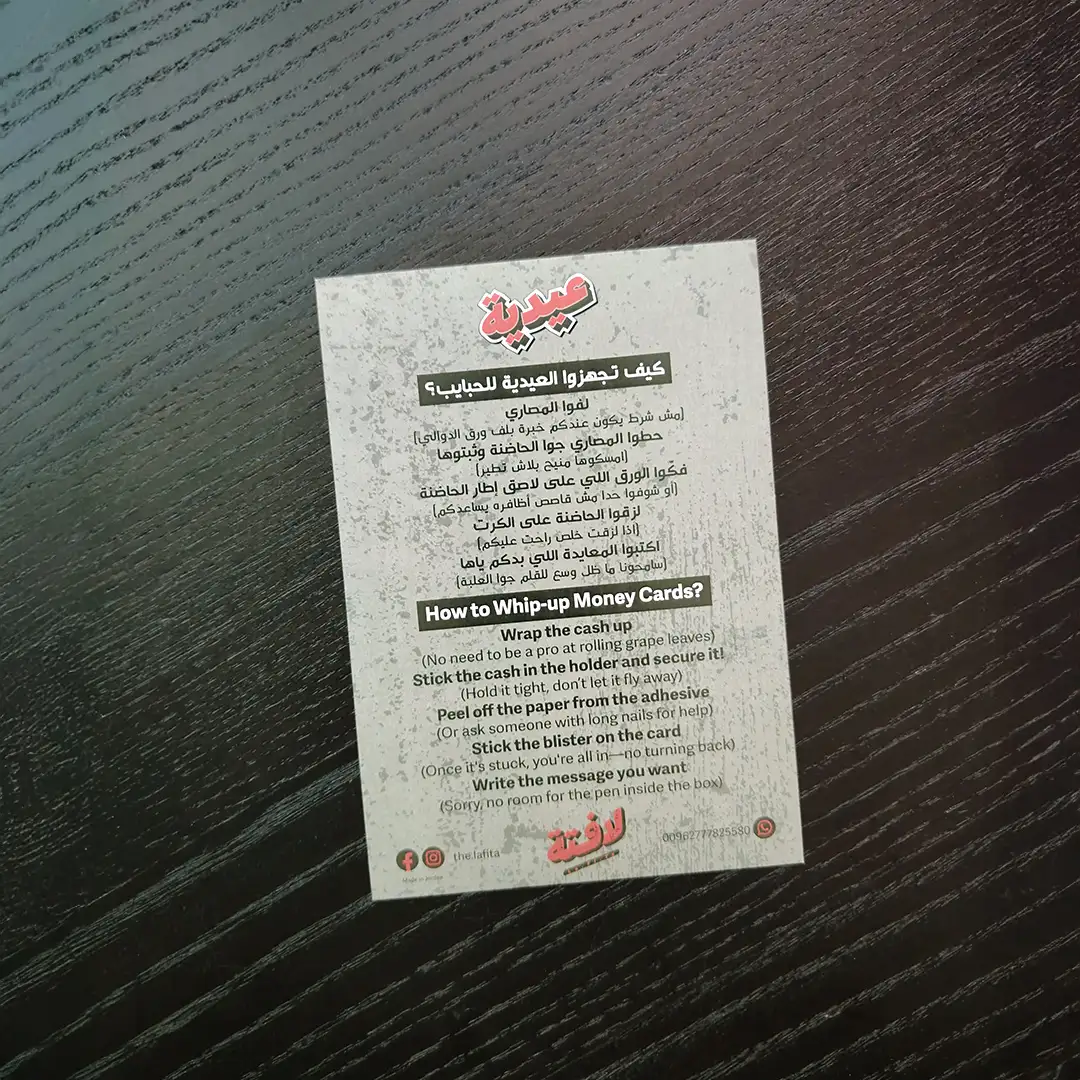 عيدية
كيف تجهزوا العيدية للحبايب؟
لفوا المصاري
(مش شرط يكون عندكم خبرة بلف ورق الدوالي)
حطوا المصاري جوا الحاضنة وثبتوها
(امسكوها منيح بلاش تطير)
فكّوا الورق اللي على لاصق إطار الحاضنة
(أو شوفوا حدا مش قاصص أظافره يساعدكم)
لزقوا الحاضنة على الكرت
(اذا لزقت خلص راحت عليكم)
اكتبوا المعايدة اللي بدكم ياها
(سامحونا ما ظل وسع للقلم جوا العلبة)
How to Whip-up Money Cards?
Wrap the cash up
(No need to be a pro at rolling grape leaves)
Stick the cash in the holder and secure it!
(Hold it tight, don't let it fly away)
Peel off the paper from the adhesive
(Or ask someone with long nails for help)
Stick the blister on the card
(Once it's stuck, you're all in—no turning back)
Write the message you want
(Sorry, no room for the pen inside the box)
the.lafita
لافتة
00962777825580
Made in Jordan